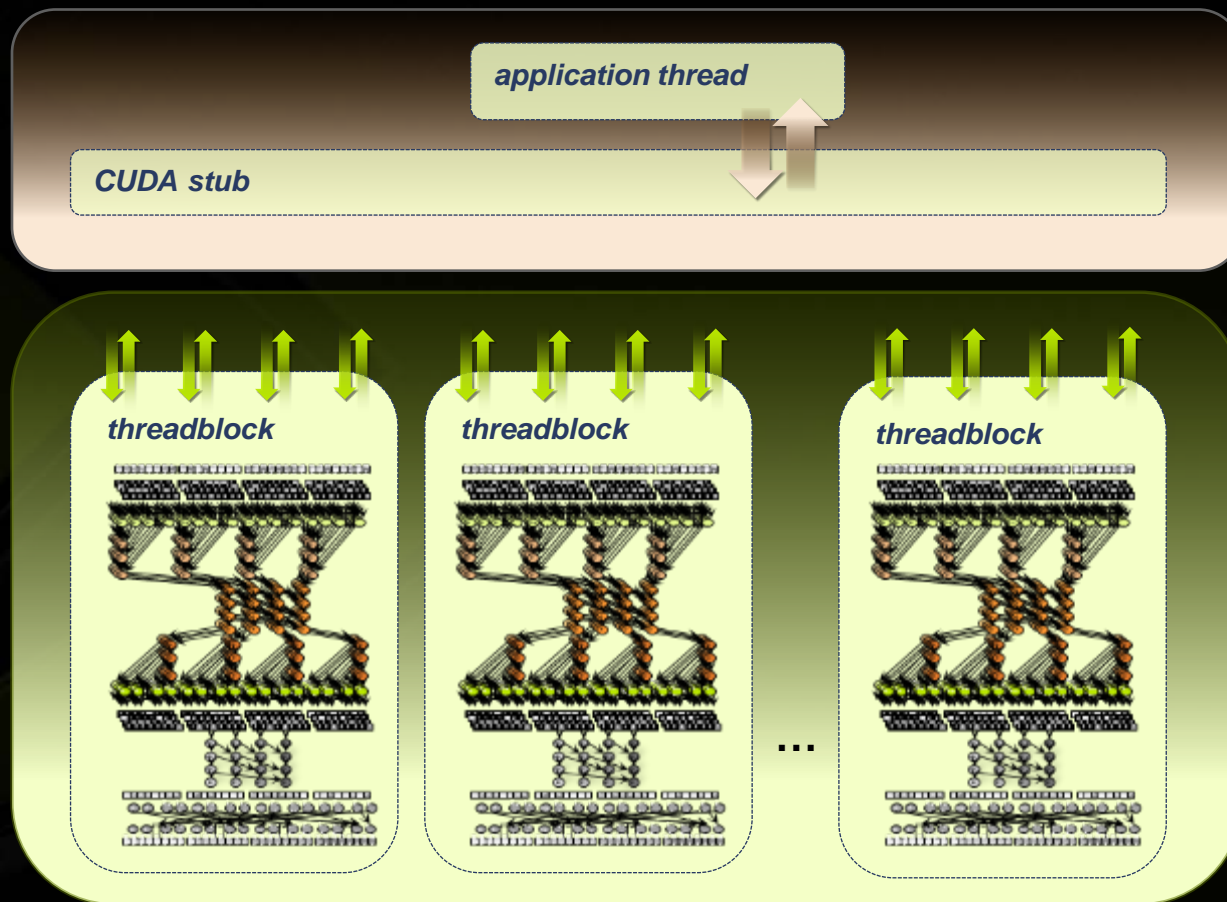 application thread
CUDA stub
threadblock
threadblock
threadblock
...